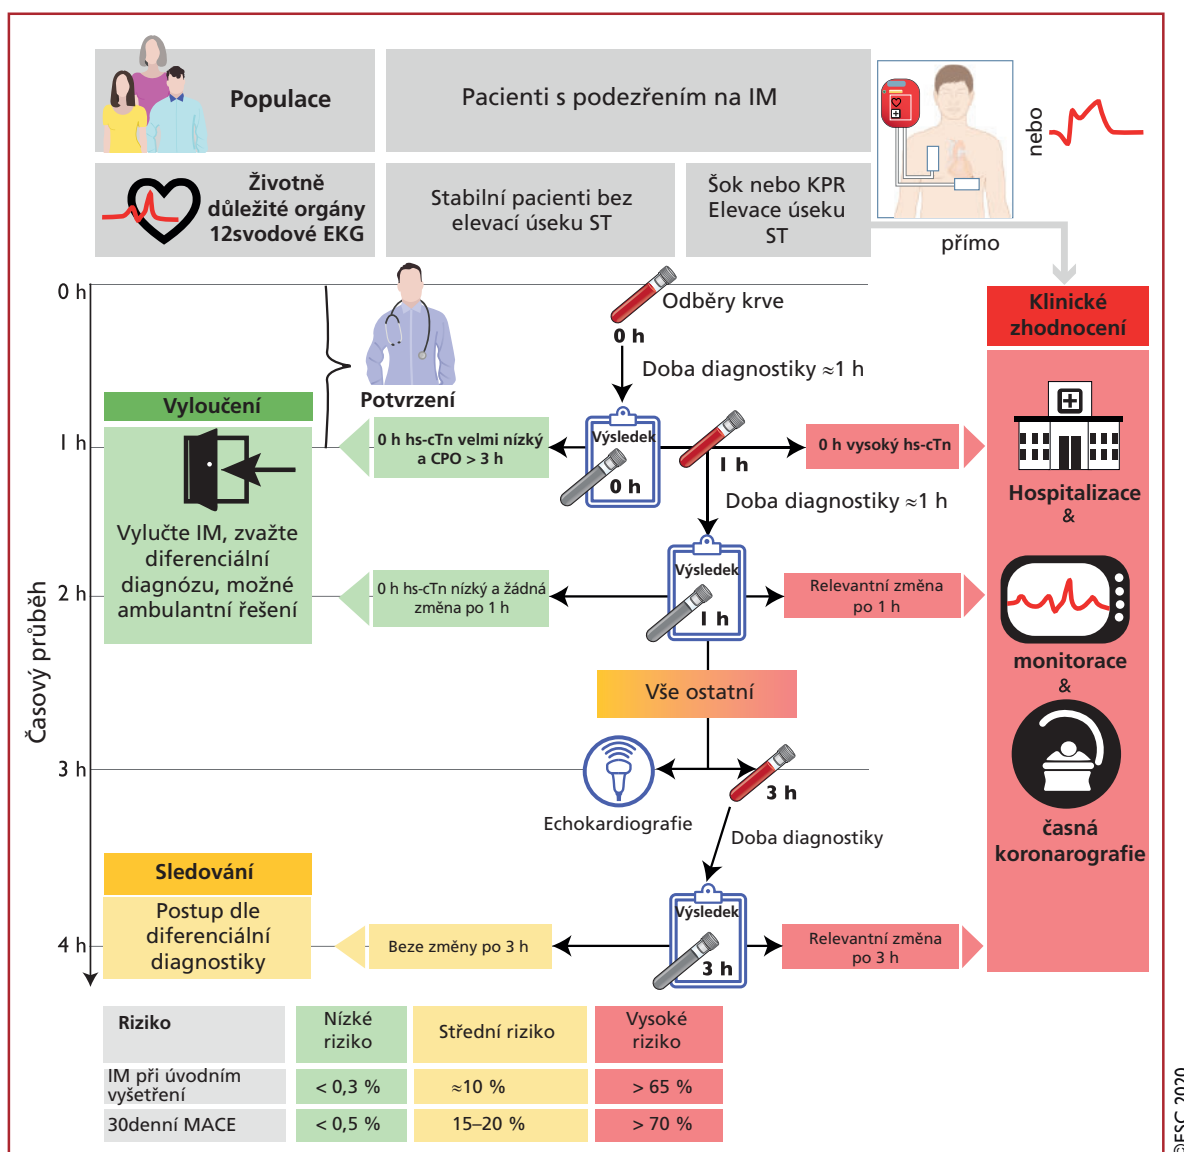 Populace
Pacienti s podezřením na IM
nebo
Životně
důležité orgány
12svodové EKG
Stabilní pacienti bez
elevací úseku ST
Šok nebo KPR
Elevace úseku
ST
přímo
0 h
Odběry krve
0 h
Klinické
zhodnocení
Doba diagnostiky ≈1 h
Potvrzení
Vyloučení
1 h
0 h hs-cTn velmi nízký
a CPO > 3 h
Výsledek
0 h
1 h
0 h vysoký hs-cTn
Hospitalizace
&
Doba diagnostiky ≈1 h
Vylučte IM, zvažte
diferenciální
diagnózu, možné
ambulantní řešení
2 h
0 h hs-cTn nízký a žádná
změna po 1 h
Výsledek
1 h
Relevantní změna
po 1 h
monitorace
&
Časový průběh
Vše ostatní
3 h
Echokardiografie
3 h
Doba diagnostiky
časná
koronarografie
Sledování
Postup dle
diferenciální
diagnostiky
4 h
Beze změny po 3 h
Výsledek
3 h
Relevantní změna
po 3 h
Riziko
Nízké
riziko
Střední riziko
Vysoké
riziko
IM při úvodním
vyšetření
< 0,3 %
≈10 %
> 65 %
30denní MACE
< 0,5 %
15–20 %
> 70 %
©ESC 2020